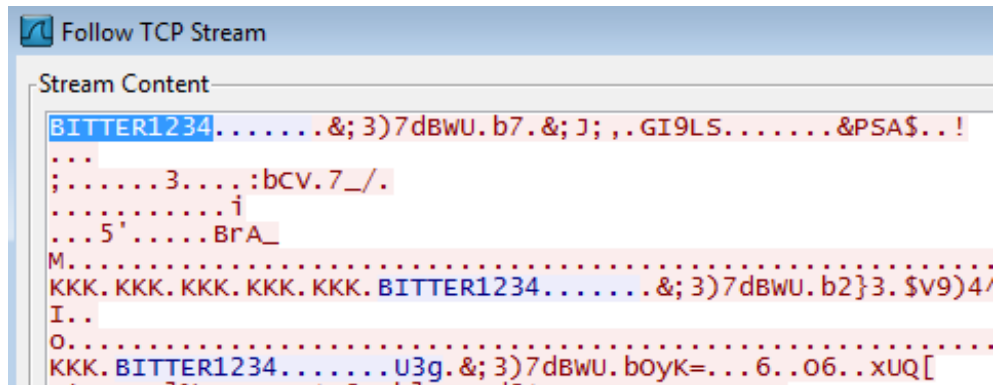 Follow TCP Stream
Stream Content
BITTER1234.......&;3)7dBWU.b7.&;J;,.GI9LS.......&PSA$..!
...
;......3....:bCV.7_/.
...........i
...5'.....BrA_
M...........................................................
KKK.KKK.KKK.KKK.KKK.BITTER1234.......&;3)7dBWU.b2}3.$V9)4^
I..
o...........................................................
KKK.BITTER1234.......U3g.&;3)7dBWU.bOyK=...6..O6..xUQ[